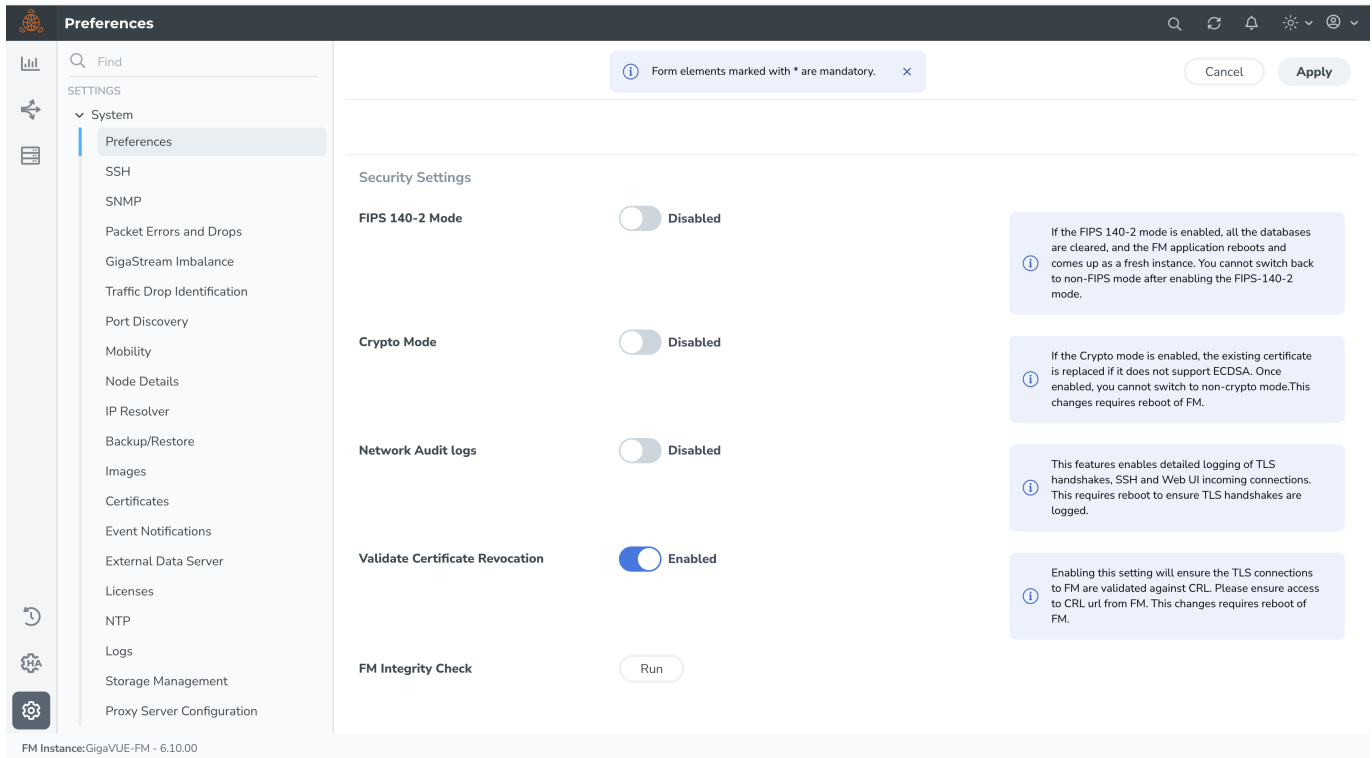 Preferences
Find
SETTINGS
System
Preferences
SSH
SNMP
Packet Errors and Drops
GigaStream Imbalance
Traffic Drop Identification
Port Discovery
Mobility
Node Details
IP Resolver
Backup/Restore
Images
Certificates
Event Notifications
External Data Server
Licenses
NTP
Logs
Storage Management
Proxy Server Configuration
HA
Form elements marked with * are mandatory.
Cancel
Apply
Security Settings
FIPS 140-2 Mode
Disabled
If the FIPS 140-2 mode is enabled, all the databases
are cleared, and the FM application reboots and
comes up as a fresh instance. You cannot switch back
to non-FIPS mode after enabling the FIPS-140-2
mode.
Crypto Mode
Disabled
If the Crypto mode is enabled, the existing certificate
is replaced if it does not support ECDSA. Once
enabled, you cannot switch to non-crypto mode.This
changes requires reboot of FM.
Network Audit logs
Disabled
This features enables detailed logging of TLS
handshakes, SSH and Web UI incoming connections.
This requires reboot to ensure TLS handshakes are
logged.
Validate Certificate Revocation
Enabled
Enabling this setting will ensure the TLS connections
to FM are validated against CRL. Please ensure access
to CRL url from FM. This changes requires reboot of
FM.
FM Integrity Check
Run
FM Instance:GigaVUE-FM - 6.10.00